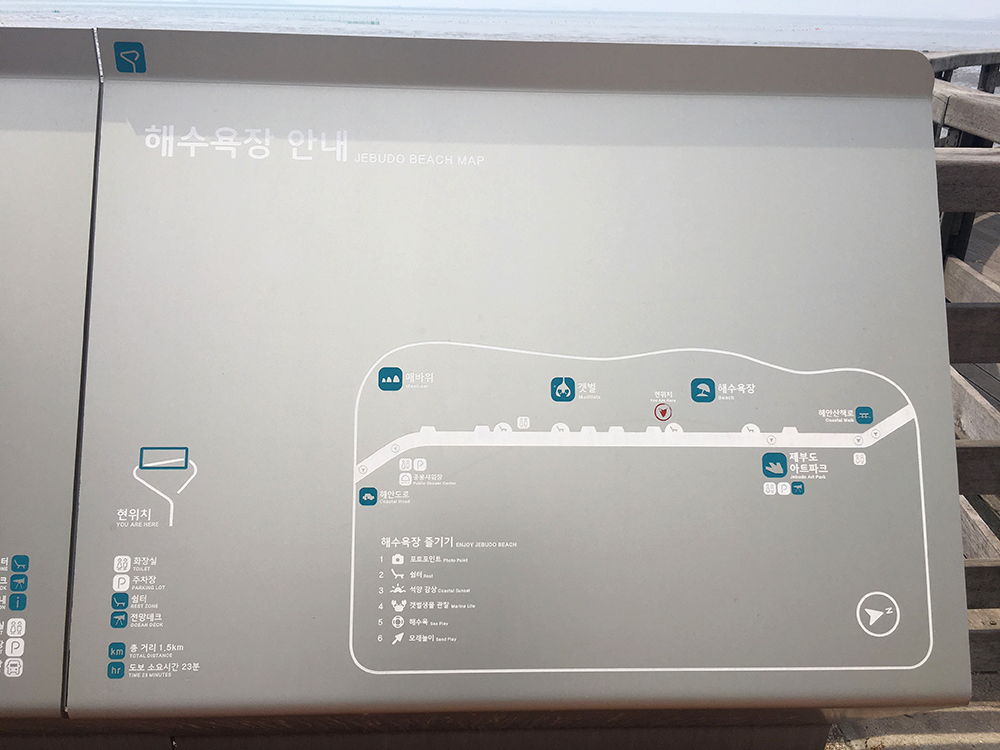 해수욕장 안내 JEBUDO BEACH MAP
매바위
갯벌
Mudflats
현위치
You Are Here
해수욕장
Beach
해안산책로
Coastal Walk
P
공용샤워장
Public Shower Center
해안도로
Coastal Road
제부도
아트파크
Jebudo Art Park
P
현위치
YOU ARE HERE
해수욕장 즐기기 ENJOY JEBUDO BEACH
1 포토포인트 Photo Point
2 쉼터 Rest
3 석양 감상 Coastal Sunset
4 갯벌생물 관찰 Marine Life
5 해수욕 Sea Play
6 모래놀이 Sand Play
화장실
TOILET
P 주차장
PARKING LOT
쉼터
REST ZONE
전망데크
OCEAN DECK
km 총 거리 1.5km
TOTAL DISTANCE
hr 도보 소요시간 23분
TIME 23 MINUTES
N
터
크
내
i
P